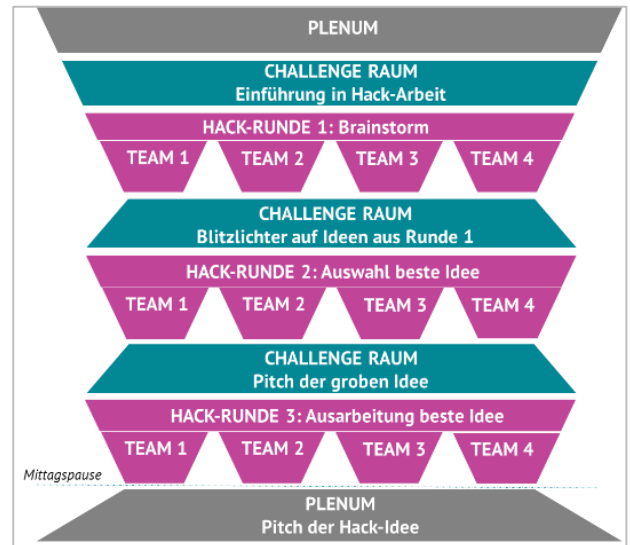 PLENUM
CHALLENGE RAUM
Einführung in Hack-Arbeit
HACK-RUNDE 1: Brainstorm
TEAM 1 TEAM 2 TEAM 3 TEAM 4
CHALLENGE RAUM
Blitzlichter auf Ideen aus Runde 1
HACK-RUNDE 2: Auswahl beste Idee
TEAM 1 TEAM 2 TEAM 3 TEAM 4
CHALLENGE RAUM
Pitch der groben Idee
HACK-RUNDE 3: Ausarbeitung beste Idee
TEAM 1 TEAM 2 TEAM 3 TEAM 4
Mittagspause
PLENUM
Pitch der Hack-Idee